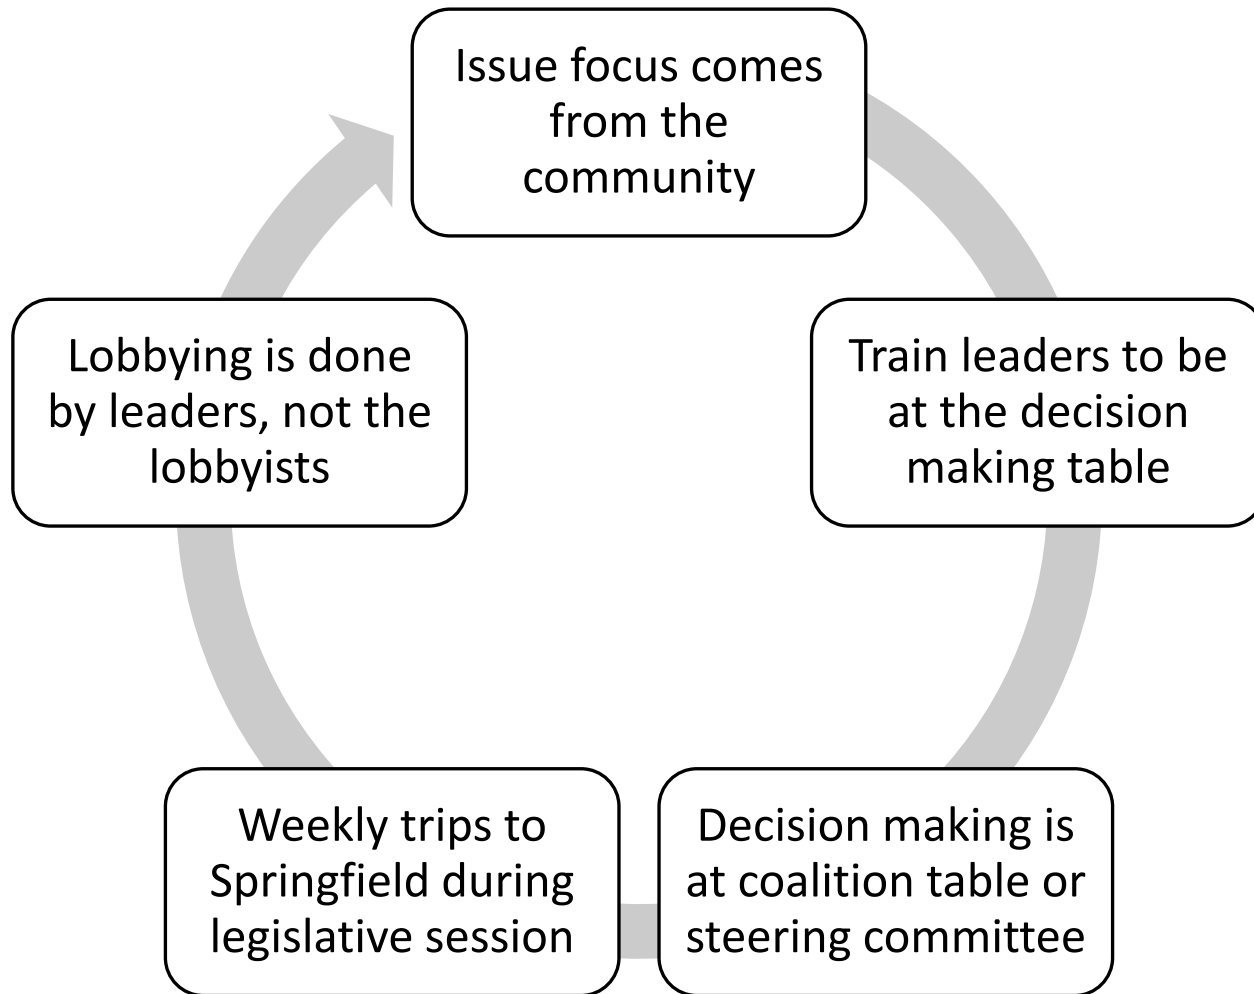 Issue focus comes
from the
community
Train leaders to be
at the decision
making table
Decision making is
at coalition table or
steering committee
Weekly trips to
Springfield during
legislative session
Lobbying is done
by leaders, not the
lobbyists